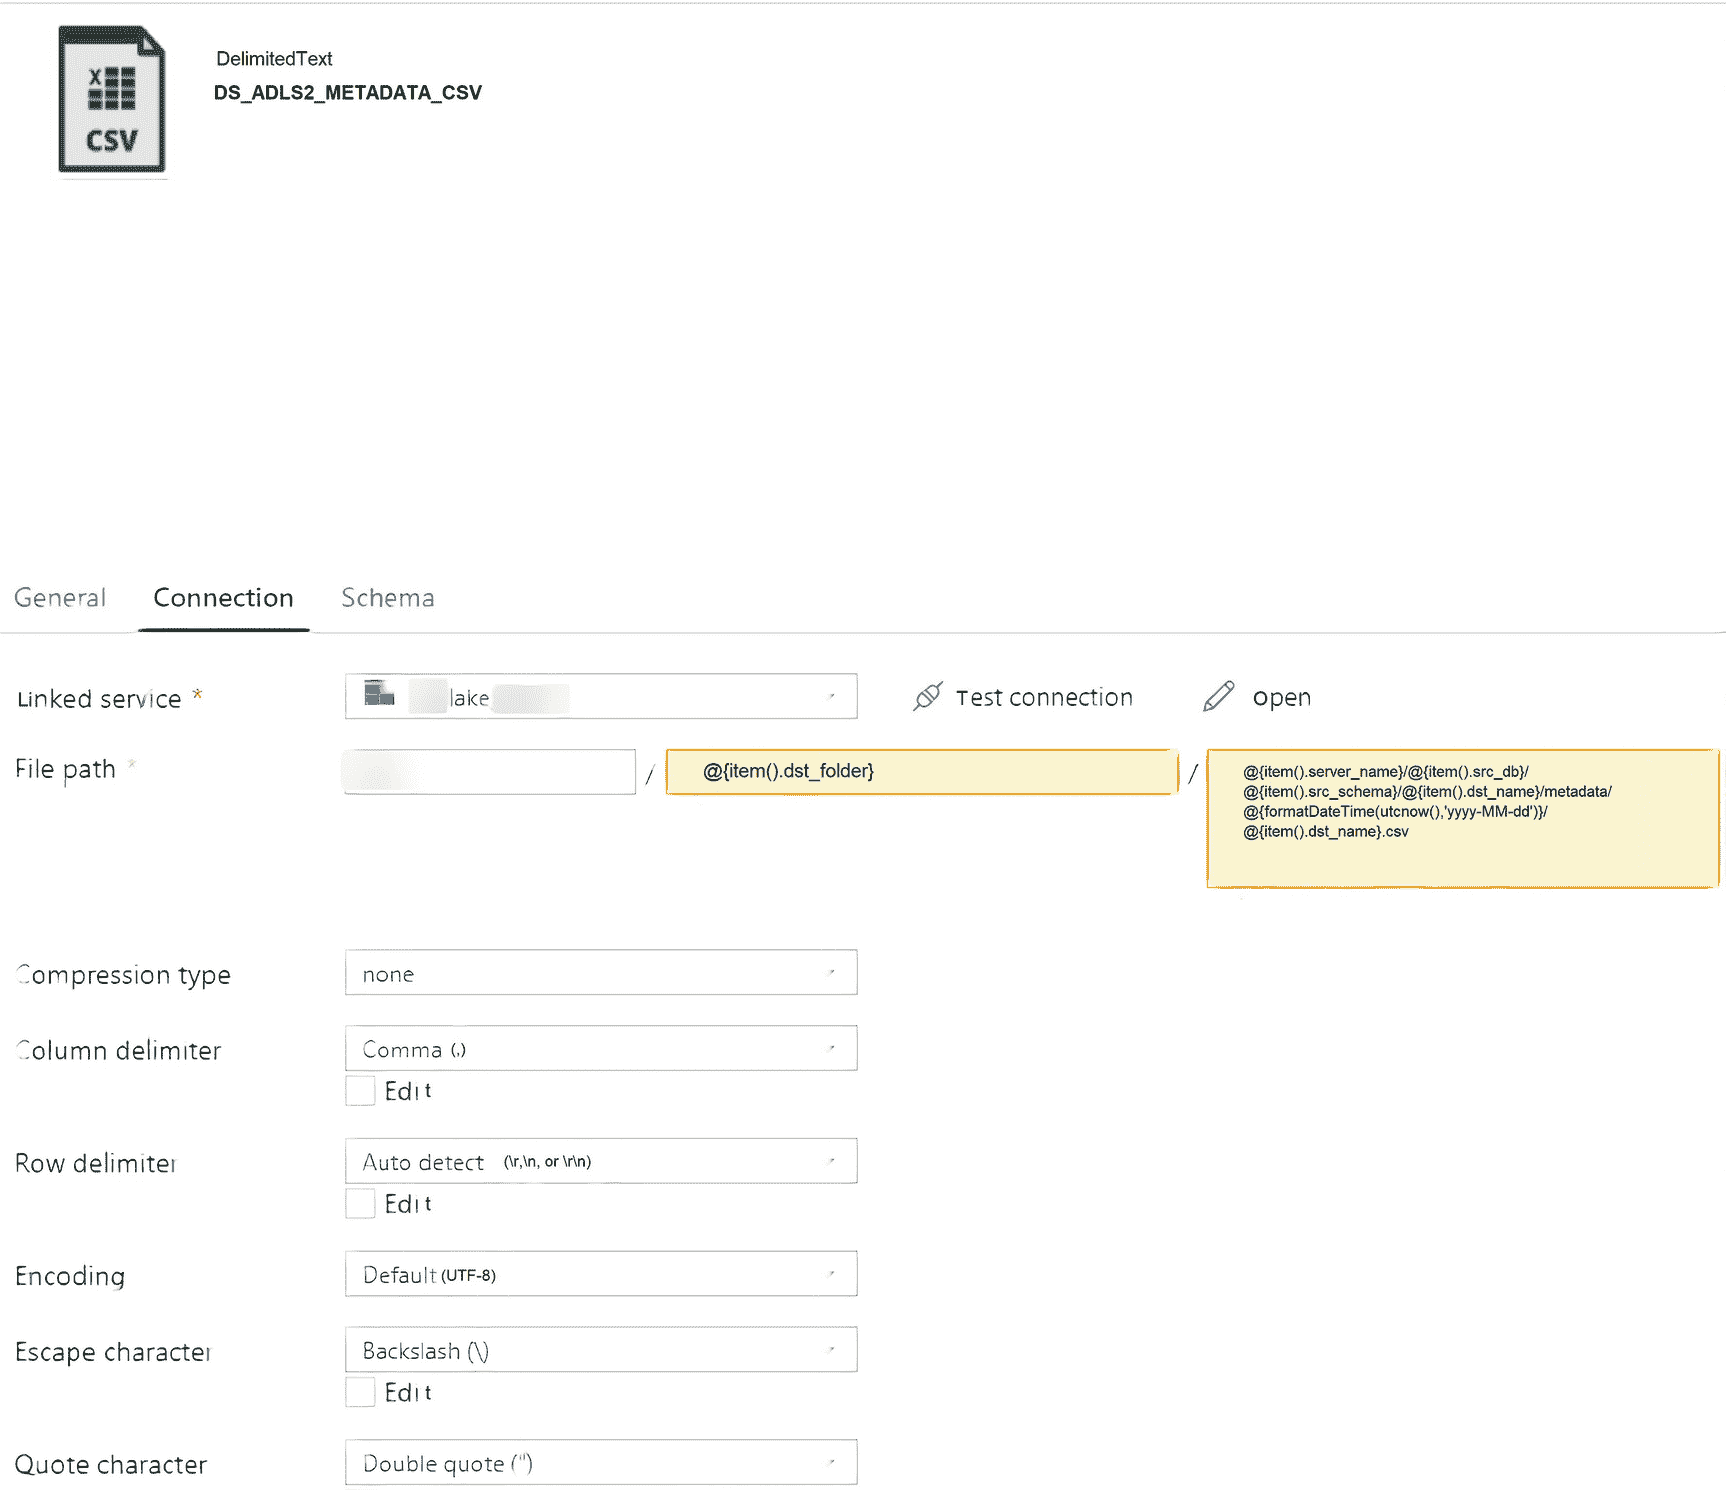 X
CSV
DelimitedText
DS_ADLS2_METADATA_CSV
General Connection Schema
Linked service * lake Test connection open
File path * / @{item().dst_folder} / @{item().server_name}/@{item().src_db}/
@{item().src_schema}/@{item().dst_name}/metadata/
@{formatDateTime(utcnow(),'yyyy-MM-dd')}/
@{item().dst_name}.csv
Compression type none
Column delimiter Comma (,)
Edit
Row delimiter Auto detect (\r,\n, or \r\n)
Edit
Encoding Default (UTF-8)
Escape character Backslash (\)
Edit
Quote character Double quote (")